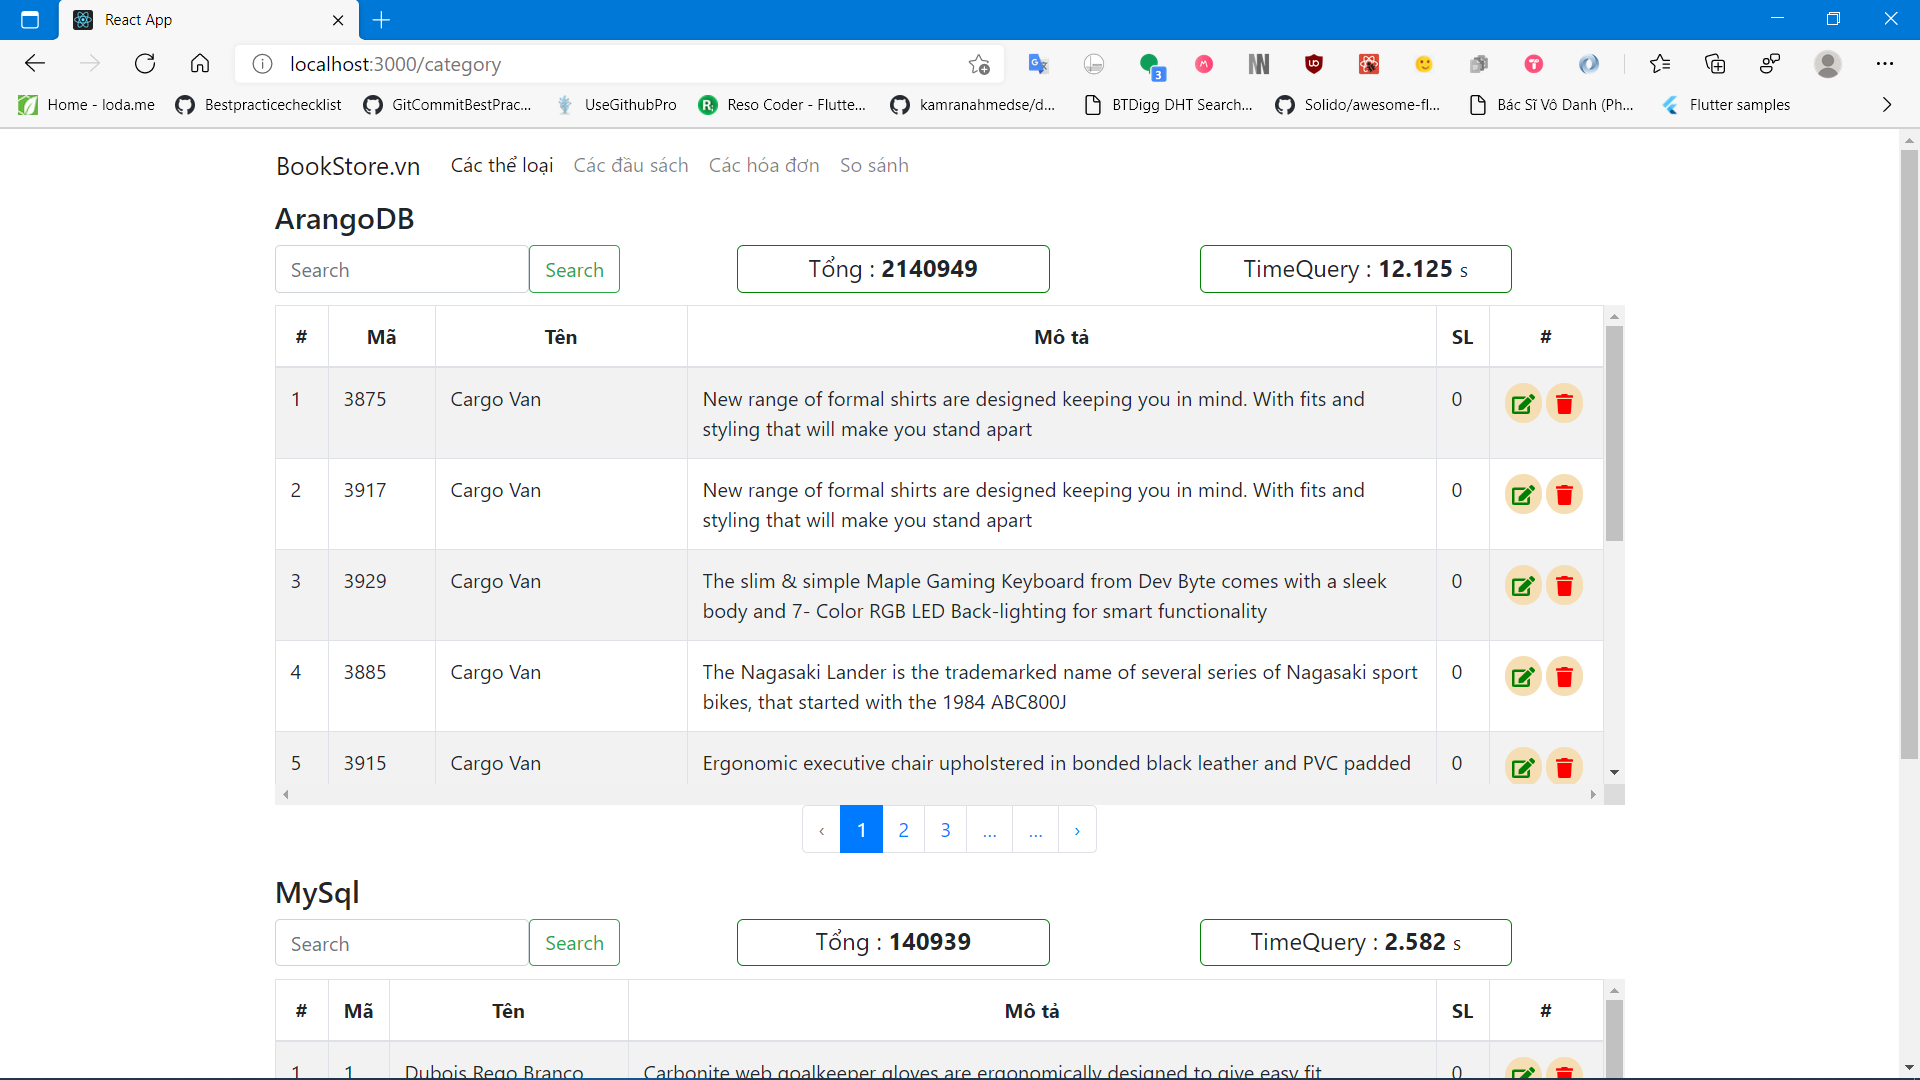 React App
localhost:3000/category
3
Home - loda.me
Bestpracticechecklist
GitCommitBestPrac...
UseGithubPro
Reso Coder - Flutte...
kamranahmedse/d...
BTDigg DHT Search...
Solido/awesome-fl...
Bác Sĩ Vô Danh (Ph...
Flutter samples
BookStore.vn Các thể loại Các đầu sách Các hóa đơn So sánh
ArangoDB
Search Search Tổng : 2140949 TimeQuery : 12.125 s
# Mã Tên Mô tả SL #
1 3875 Cargo Van New range of formal shirts are designed keeping you in mind. With fits and 0
styling that will make you stand apart
2 3917 Cargo Van New range of formal shirts are designed keeping you in mind. With fits and 0
styling that will make you stand apart
3 3929 Cargo Van The slim & simple Maple Gaming Keyboard from Dev Byte comes with a sleek 0
body and 7- Color RGB LED Back-lighting for smart functionality
4 3885 Cargo Van The Nagasaki Lander is the trademarked name of several series of Nagasaki sport 0
bikes, that started with the 1984 ABC800J
5 3915 Cargo Van Ergonomic executive chair upholstered in bonded black leather and PVC padded 0
‹ 1 2 3 ... ... ›
MySql
Search Search Tổng : 140939 TimeQuery : 2.582 s
# Mã Tên Mô tả SL #
1 1 Dubois Rego Branco Carbonite web goalkeeper gloves are ergonomically designed to give easy fit 0